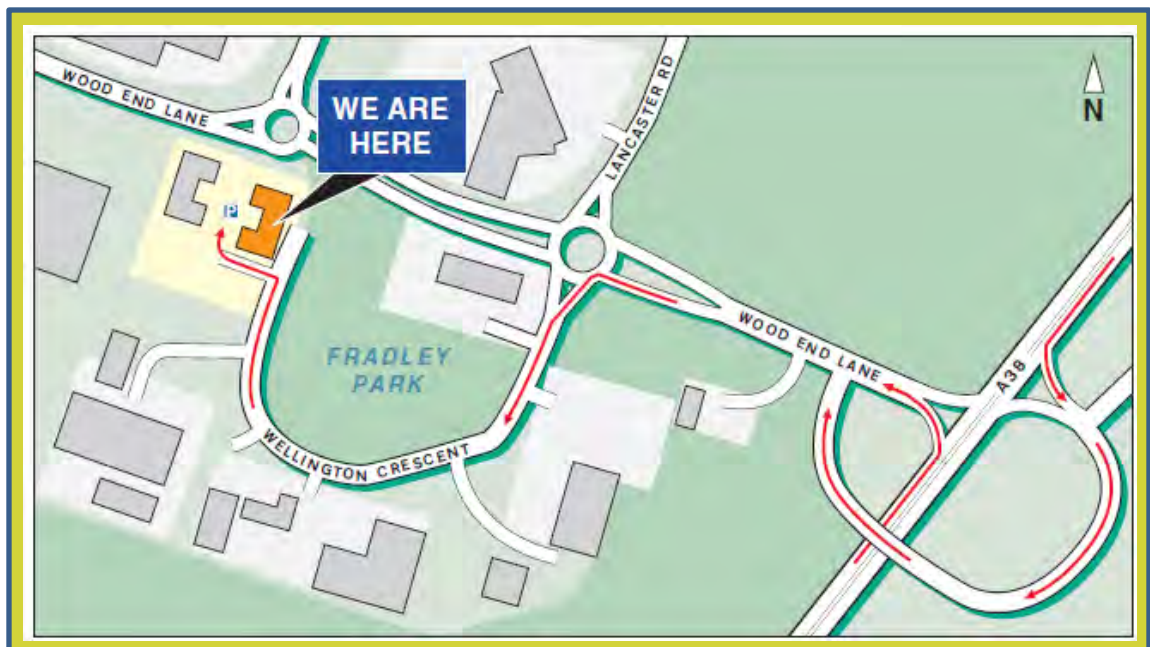 WOOD END LANE
WE ARE
HERE
LANCASTER RD
N
P
FRADLEY
PARK
WOOD END LANE
A38
WELLINGTON CRESCENT